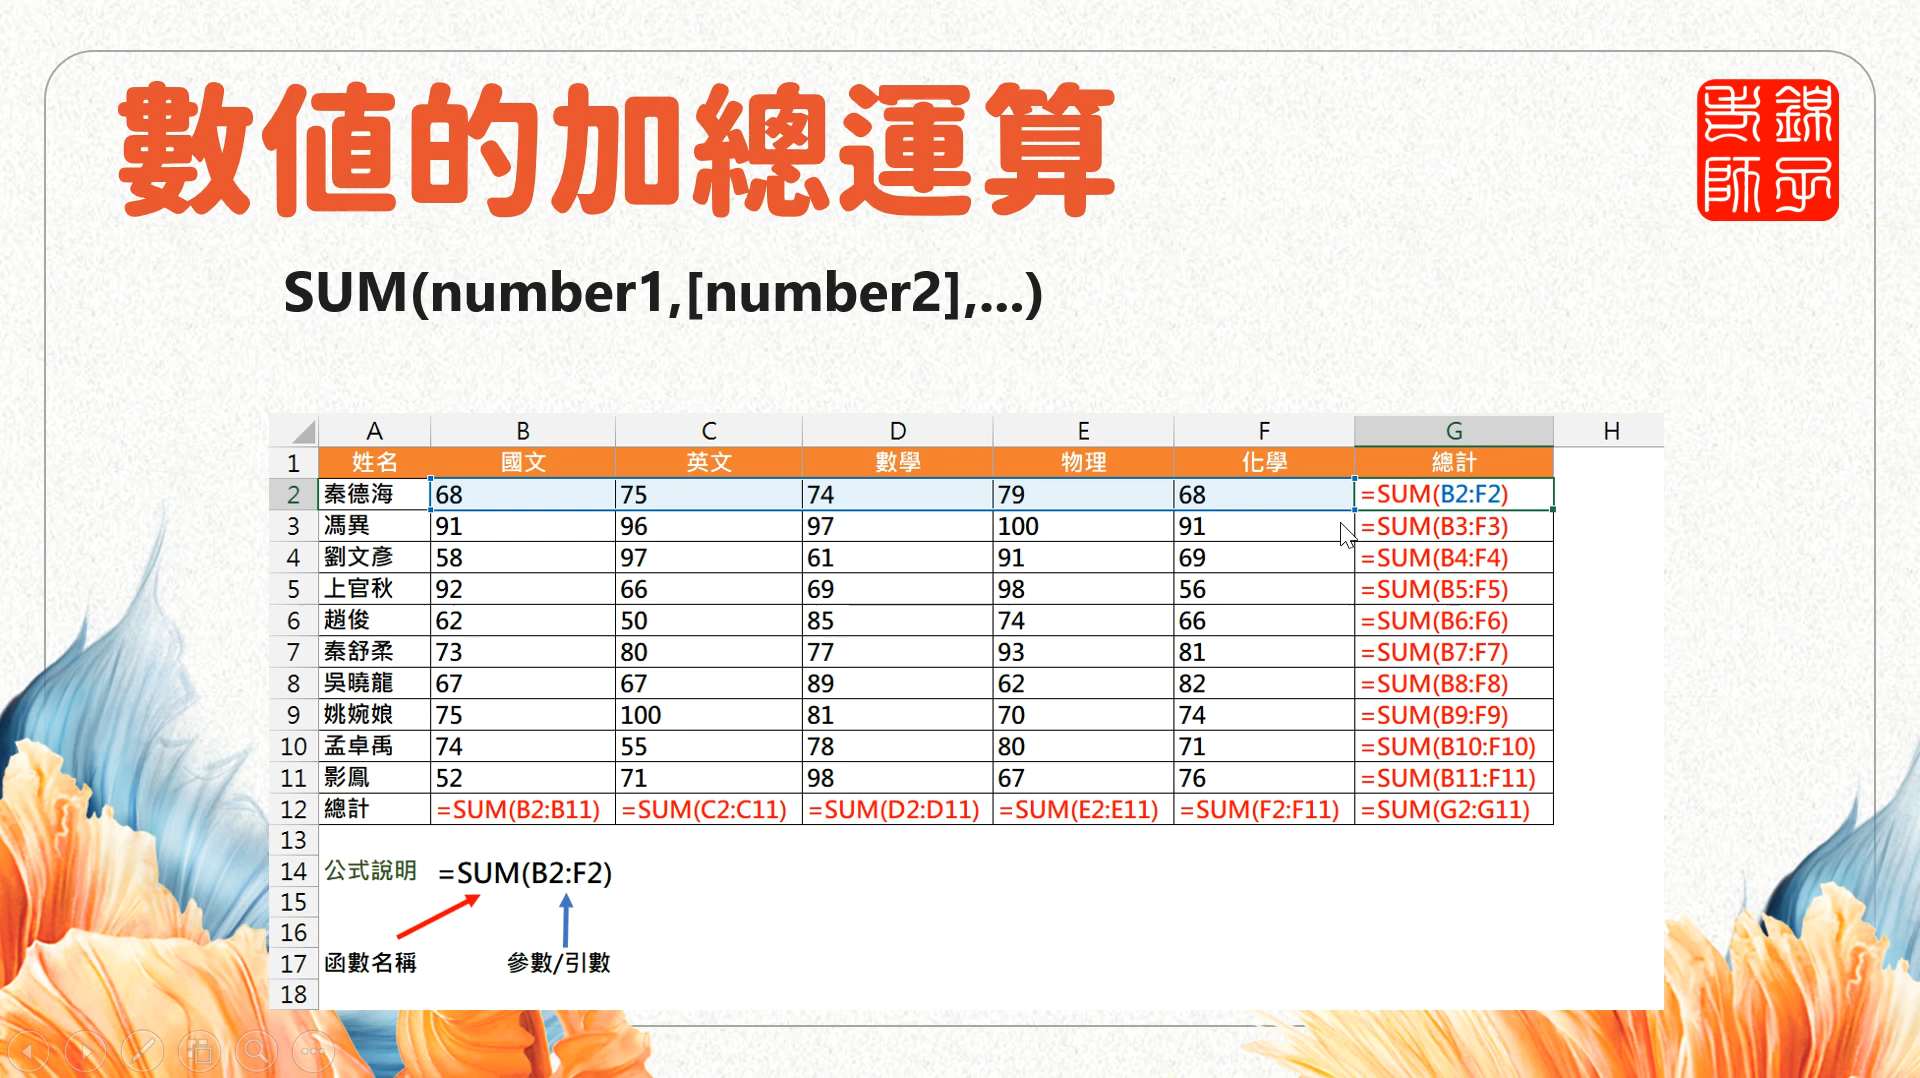 數值的加總運算
錦子
老師
SUM(number1,[number2],...)
A B C D E F G H
1 姓名 國文 英文 數學 物理 化學 總計
2 秦德海 68 75 74 79 68 =SUM(B2:F2)
3 馮異 91 96 97 100 91 =SUM(B3:F3)
4 劉文彥 58 97 61 91 69 =SUM(B4:F4)
5 上官秋 92 66 69 98 56 =SUM(B5:F5)
6 趙俊 62 50 85 74 66 =SUM(B6:F6)
7 秦舒柔 73 80 77 93 81 =SUM(B7:F7)
8 吳曉龍 67 67 89 62 82 =SUM(B8:F8)
9 姚婉娘 75 100 81 70 74 =SUM(B9:F9)
10 孟卓禹 74 55 78 80 71 =SUM(B10:F10)
11 影鳳 52 71 98 67 76 =SUM(B11:F11)
12 總計 =SUM(B2:B11) =SUM(C2:C11) =SUM(D2:D11) =SUM(E2:E11) =SUM(F2:F11) =SUM(G2:G11)
13
14 公式說明 =SUM(B2:F2)
15
16
17 函數名稱 參數/引數
18